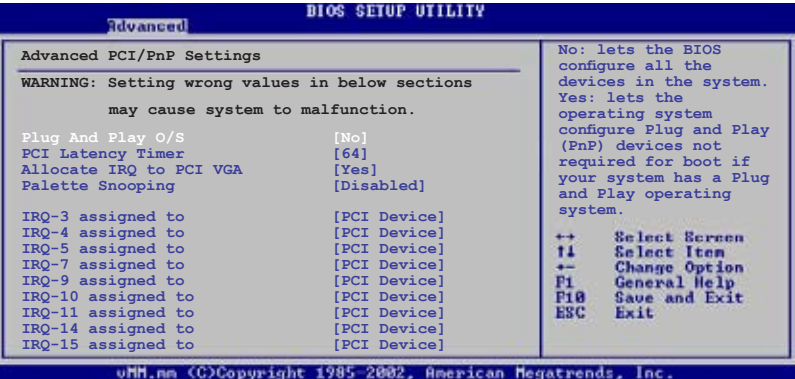 BIOS SETUP UTILITY
Advanced
Advanced PCI/PnP Settings
WARNING: Setting wrong values in below sections
may cause system to malfunction.
Plug And Play O/S [No]
PCI Latency Timer [64]
Allocate IRQ to PCI VGA [Yes]
Palette Snooping [Disabled]
IRQ-3 assigned to [PCI Device]
IRQ-4 assigned to [PCI Device]
IRQ-5 assigned to [PCI Device]
IRQ-7 assigned to [PCI Device]
IRQ-9 assigned to [PCI Device]
IRQ-10 assigned to [PCI Device]
IRQ-11 assigned to [PCI Device]
IRQ-14 assigned to [PCI Device]
IRQ-15 assigned to [PCI Device]
No: lets the BIOS
configure all the
devices in the system.
Yes: lets the
operating system
configure Plug and Play
(PnP) devices not
required for boot if
your system has a Plug
and Play operating
system.
↔ Select Screen
↑↓ Select Item
+- Change Option
F1 General Help
F10 Save and Exit
ESC Exit
vMM.mm (C)Copyright 1985-2002, American Megatrends, Inc.